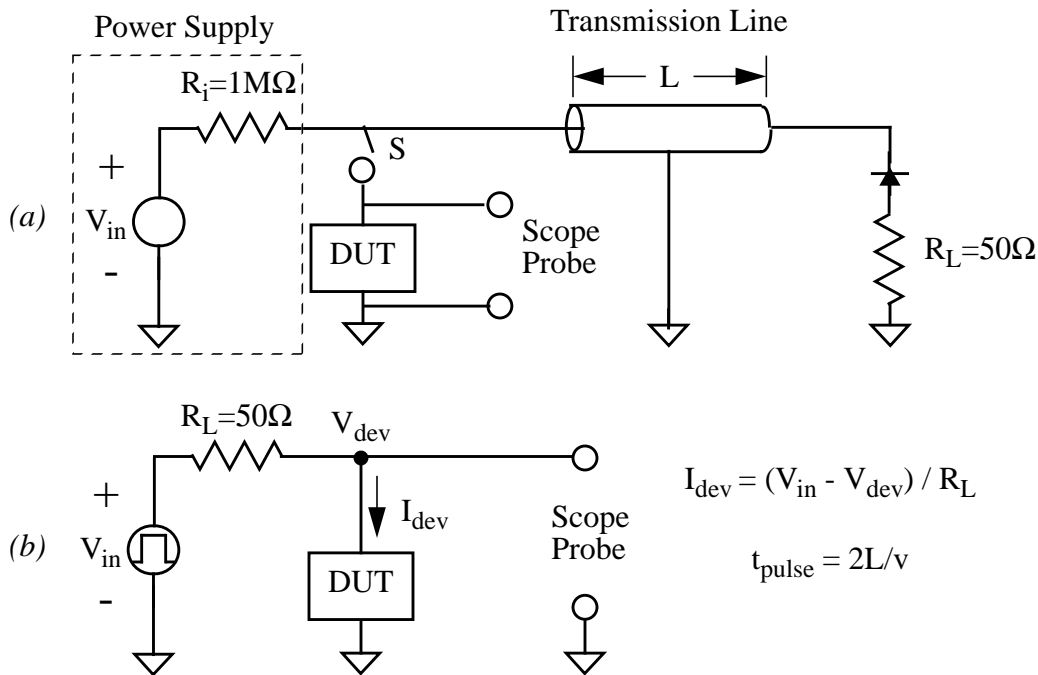 Power Supply
Transmission Line
R_i=1MΩ
L
S
+
V_in
-
(a)
DUT
Scope
Probe
R_L=50Ω
R_L=50Ω
V_dev
+
V_in
-
(b)
I_dev
DUT
Scope
Probe
I_dev = (V_in - V_dev) / R_L
t_pulse = 2L/v